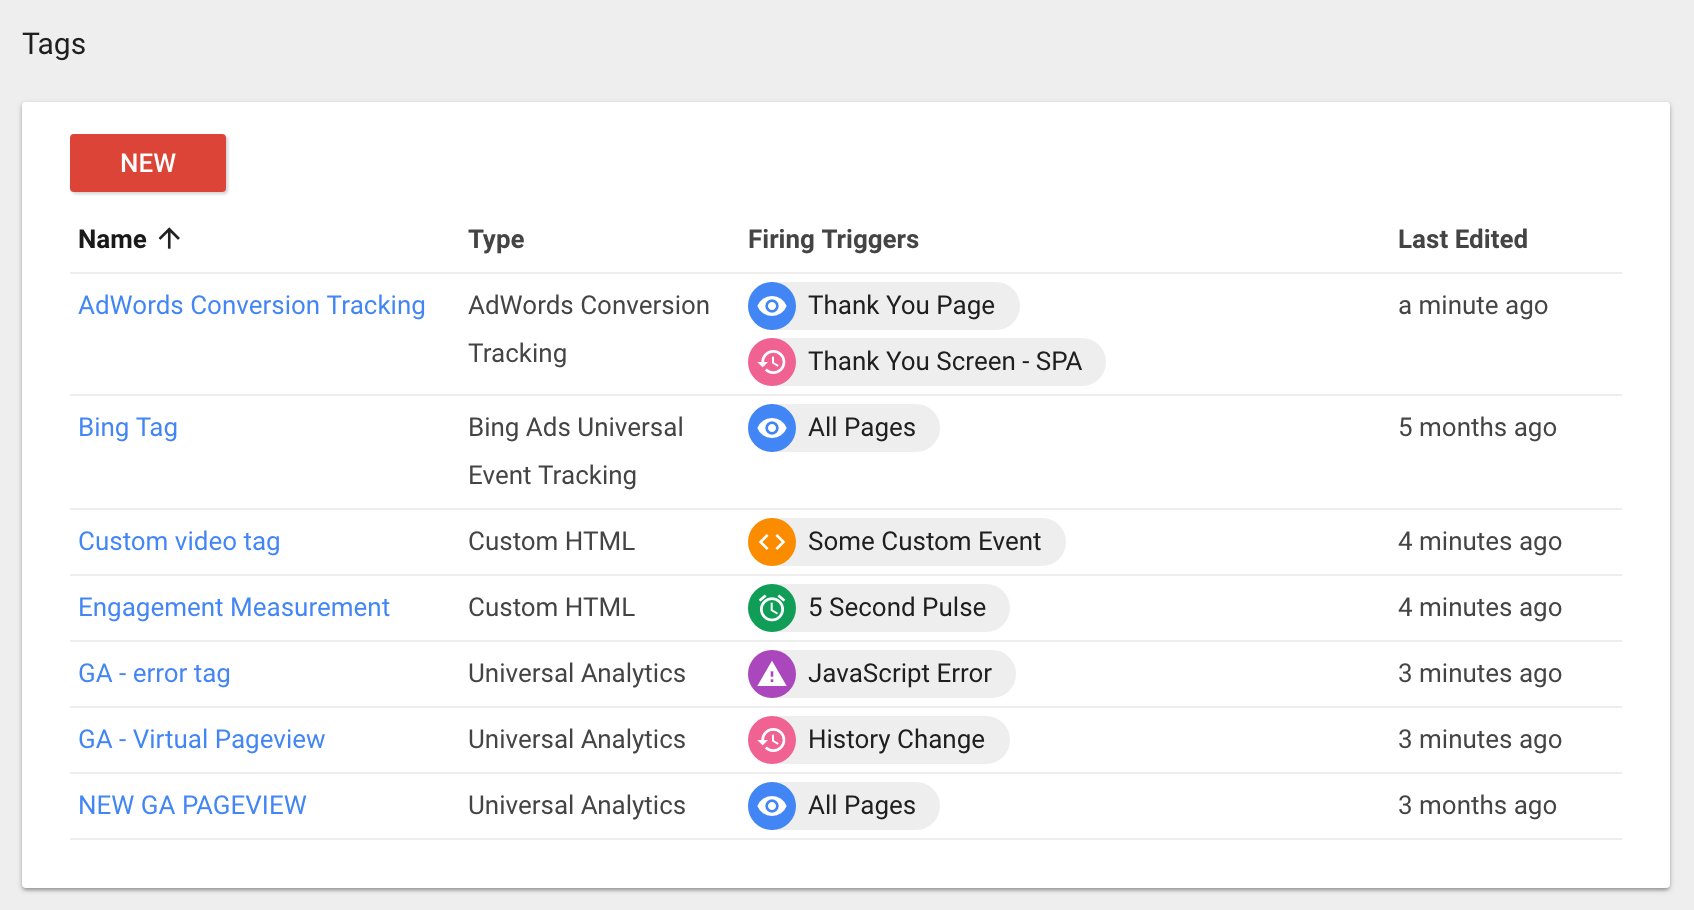 Tags
NEW
Name Type Firing Triggers Last Edited
AdWords Conversion Tracking AdWords Conversion Thank You Page a minute ago
Tracking Thank You Screen - SPA
Bing Tag Bing Ads Universal All Pages 5 months ago
Event Tracking
Custom video tag Custom HTML Some Custom Event 4 minutes ago
Engagement Measurement Custom HTML 5 Second Pulse 4 minutes ago
GA - error tag Universal Analytics JavaScript Error 3 minutes ago
GA - Virtual Pageview Universal Analytics History Change 3 minutes ago
NEW GA PAGEVIEW Universal Analytics All Pages 3 months ago